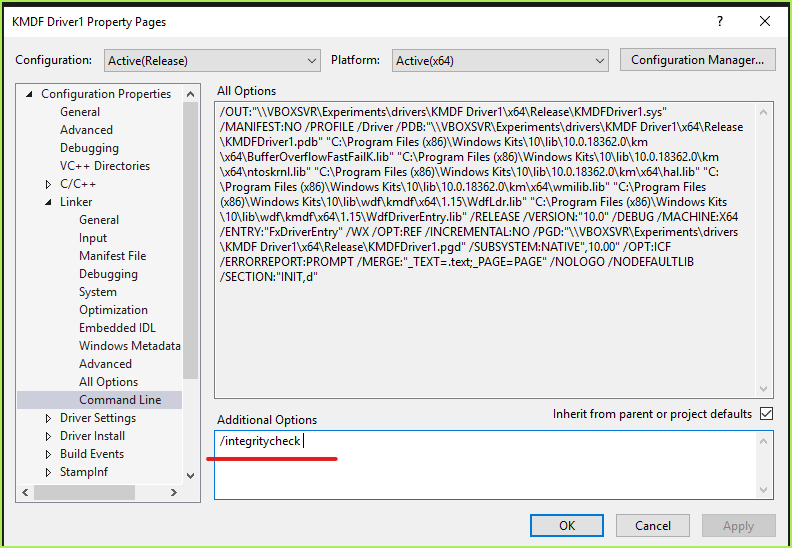 KMDF Driver1 Property Pages
Configuration: Active(Release) Platform: Active(x64) Configuration Manager...
Configuration Properties
General
Advanced
Debugging
VC++ Directories
C/C++
Linker
General
Input
Manifest File
Debugging
System
Optimization
Embedded IDL
Windows Metadata
Advanced
All Options
Command Line
Driver Settings
Driver Install
Build Events
StampInf
All Options
/OUT:"\\VBOXSVR\Experiments\drivers\KMDF Driver1\x64\Release\KMDFDriver1.sys"
/MANIFEST:NO /PROFILE /Driver /PDB:"\\VBOXSVR\Experiments\drivers\KMDF Driver1\x64\Release
\KMDFDriver1.pdb" "C:\Program Files (x86)\Windows Kits\10\lib\10.0.18362.0\km
\x64\BufferOverflowFastFailK.lib" "C:\Program Files (x86)\Windows Kits\10\lib\10.0.18362.0\km
\x64\ntoskrnl.lib" "C:\Program Files (x86)\Windows Kits\10\lib\10.0.18362.0\km\x64\hal.lib" "C:
\Program Files (x86)\Windows Kits\10\lib\10.0.18362.0\km\x64\wmilib.lib" "C:\Program Files
(x86)\Windows Kits\10\lib\wdf\kmdf\x64\1.15\WdfLdr.lib" "C:\Program Files (x86)\Windows Kits
\10\lib\wdf\kmdf\x64\1.15\WdfDriverEntry.lib" /RELEASE /VERSION:"10.0" /DEBUG /MACHINE:X64
/ENTRY:"FxDriverEntry" /WX /OPT:REF /INCREMENTAL:NO /PGD:"\\VBOXSVR\Experiments\drivers
\KMDF Driver1\x64\Release\KMDFDriver1.pgd" /SUBSYSTEM:NATIVE",10.00" /OPT:ICF
/ERRORREPORT:PROMPT /MERGE:"_TEXT=.text;_PAGE=PAGE" /NOLOGO /NODEFAULTLIB
/SECTION:"INIT,d"
Additional Options Inherit from parent or project defaults
/integritycheck
OK Cancel Apply